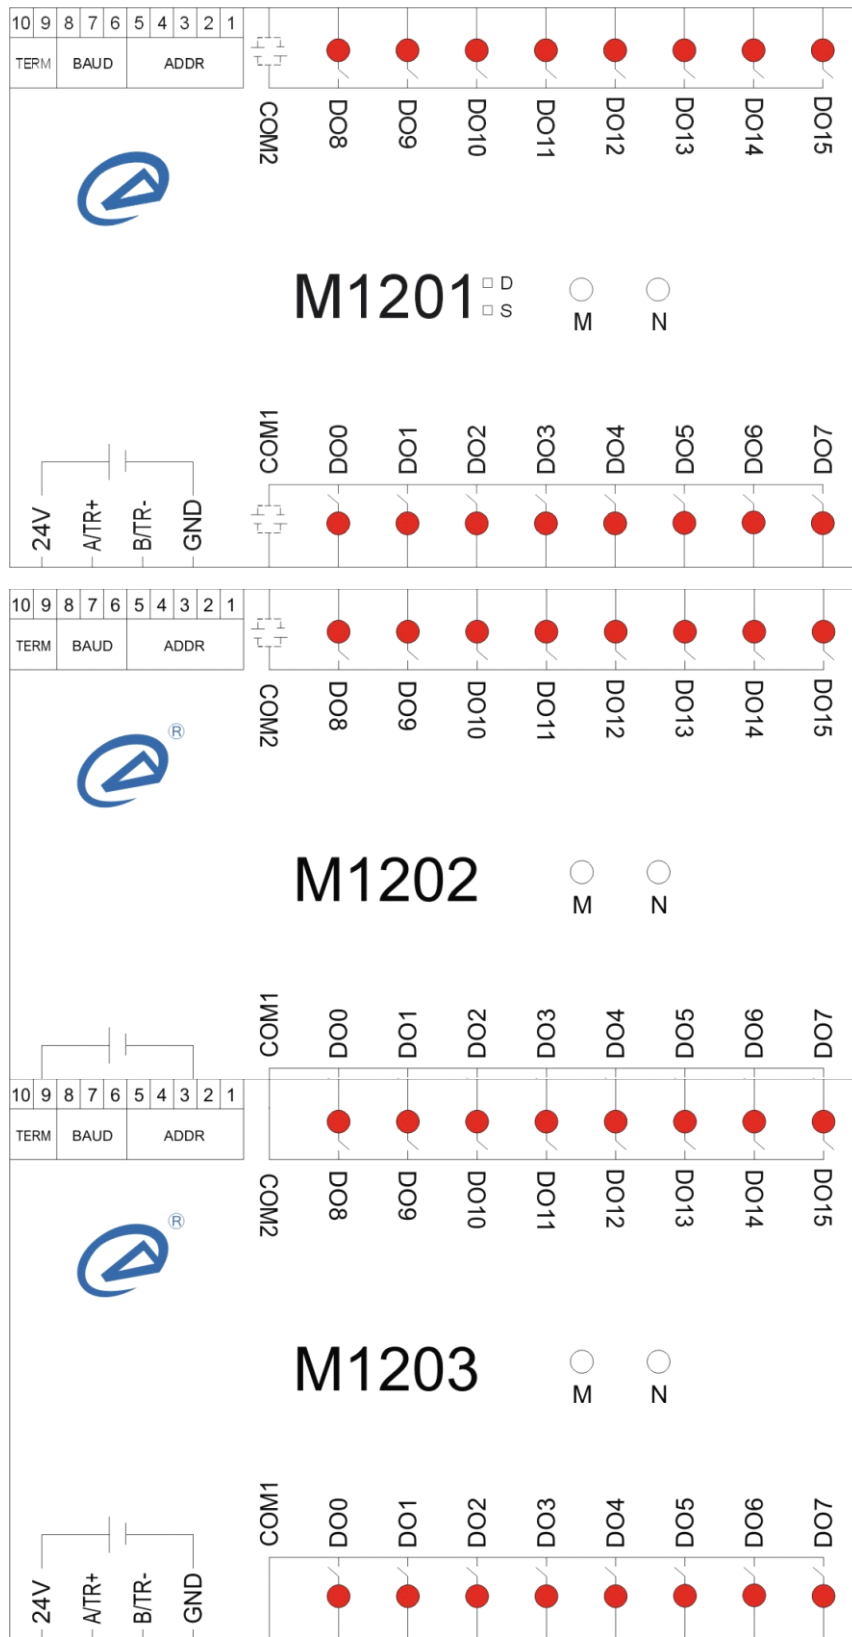 10 9 8 7 6 5 4 3 2 1
TERM BAUD ADDR
COM2 DO8 DO9 DO10 DO11 DO12 DO13 DO14 DO15
M1201 D
S
M N
COM1 DO0 DO1 DO2 DO3 DO4 DO5 DO6 DO7
24V A/TR+ B/TR- GND
10 9 8 7 6 5 4 3 2 1
TERM BAUD ADDR
COM2 DO8 DO9 DO10 DO11 DO12 DO13 DO14 DO15
®
M1202
M N
COM1 DO0 DO1 DO2 DO3 DO4 DO5 DO6 DO7
10 9 8 7 6 5 4 3 2 1
TERM BAUD ADDR
COM2 DO8 DO9 DO10 DO11 DO12 DO13 DO14 DO15
®
M1203
M N
COM1 DO0 DO1 DO2 DO3 DO4 DO5 DO6 DO7
24V A/TR+ B/TR- GND